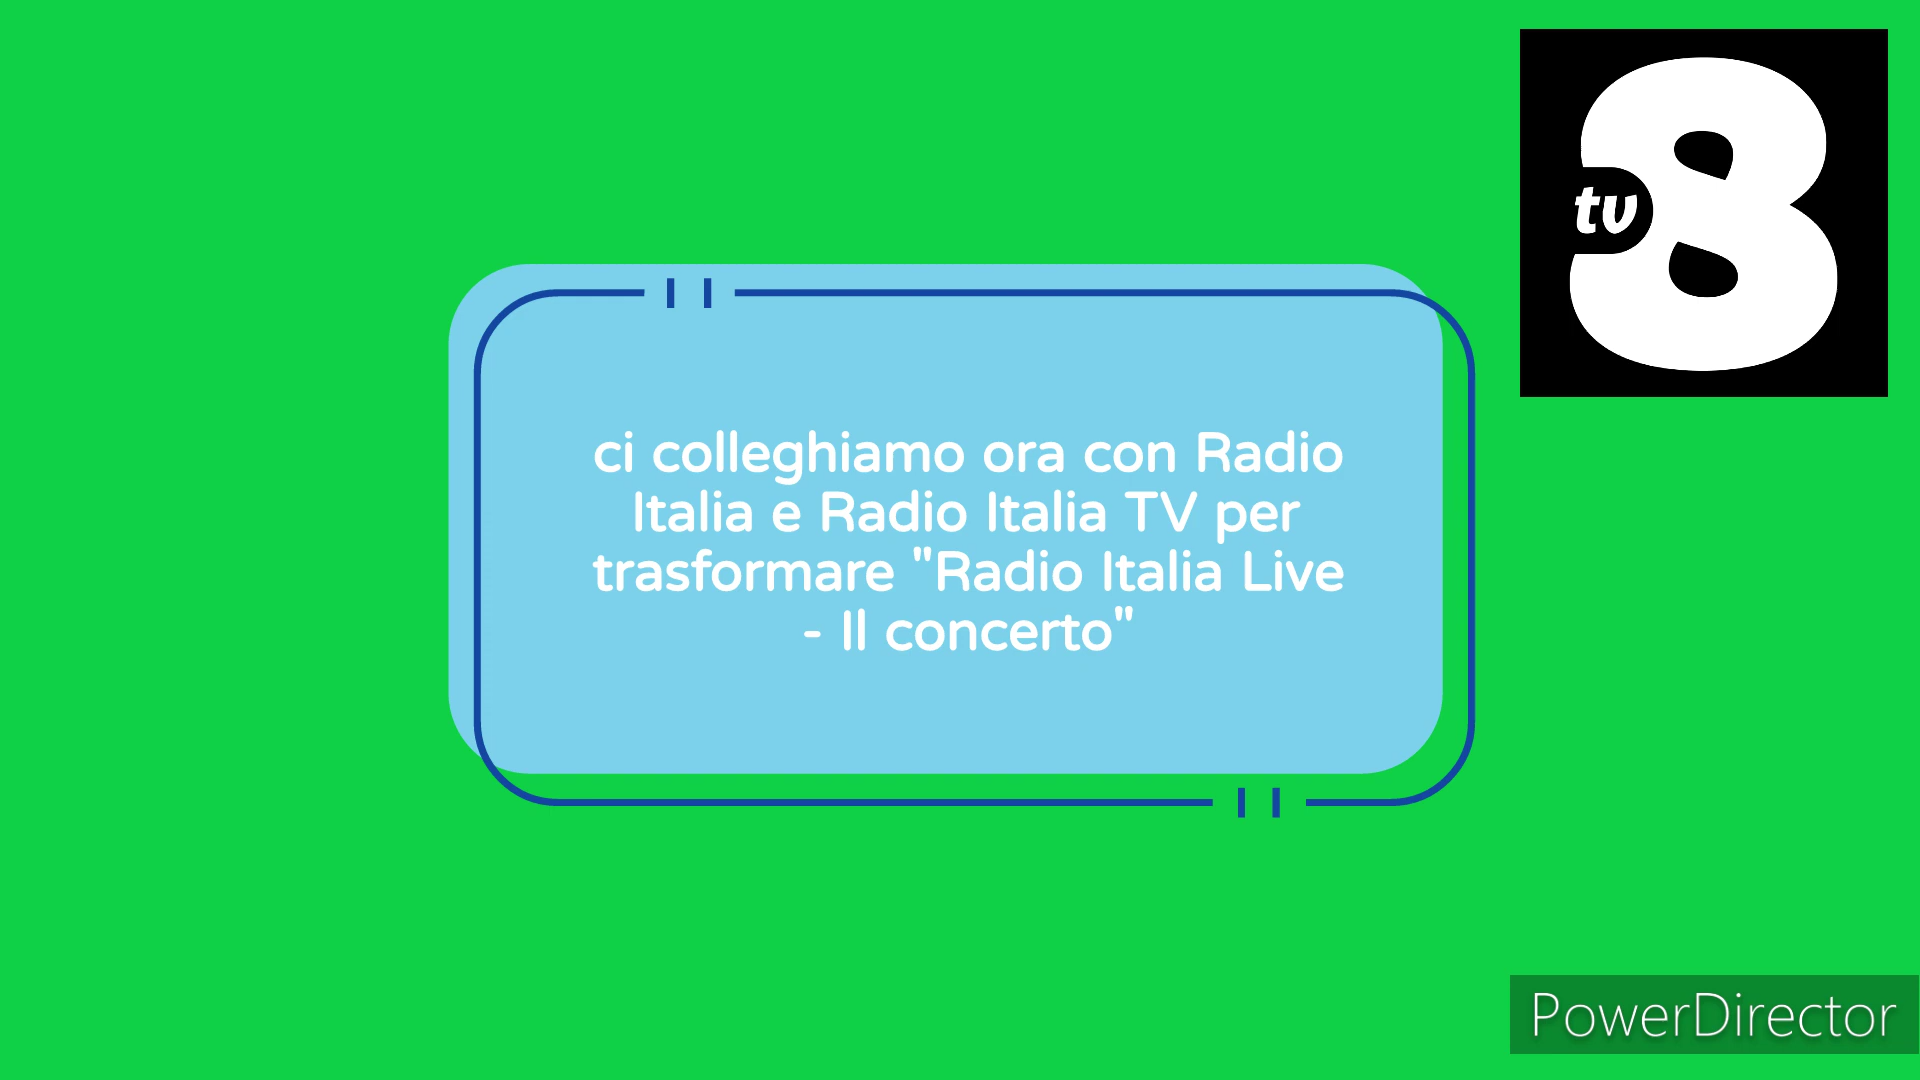 tv8
ci colleghiamo ora con Radio
Italia e Radio Italia TV per
trasformare "Radio Italia Live
- Il concerto"
PowerDirector